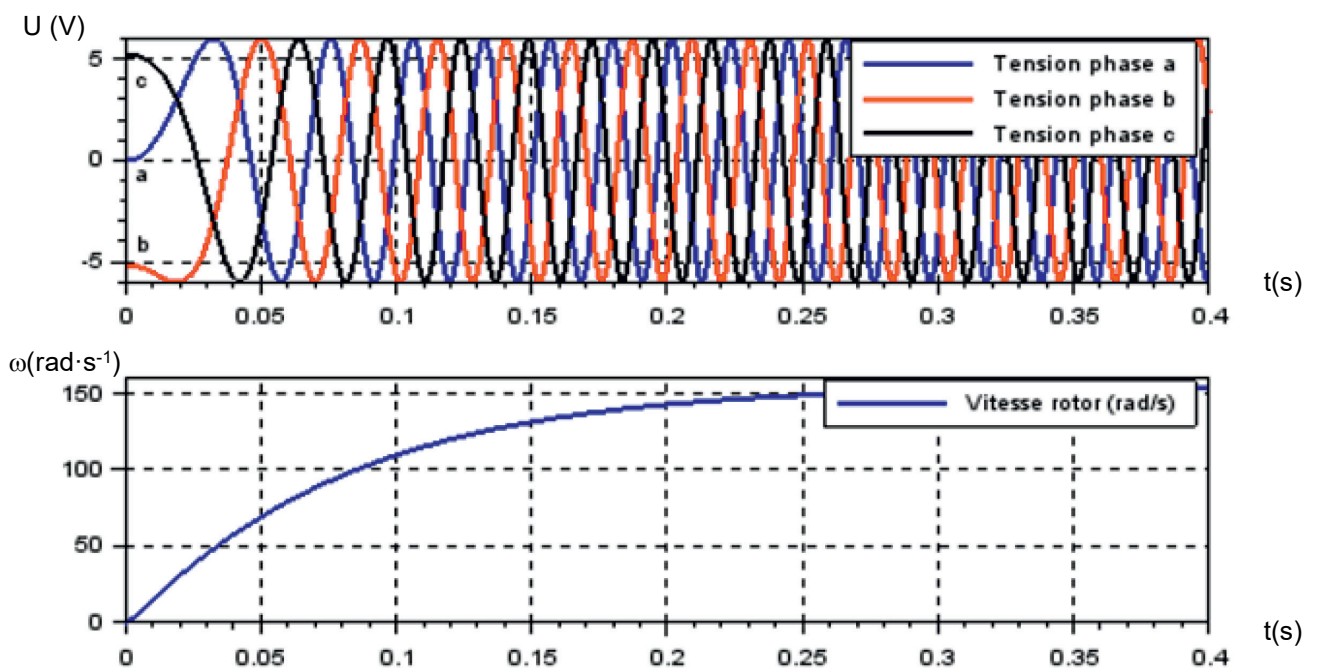 U (V)
5
0
-5
c
a
b
Tension phase a
Tension phase b
Tension phase c
0 0.05 0.1 0.15 0.2 0.25 0.3 0.35 0.4
t(s)
ω(rad·s-1)
150
100
50
0
Vitesse rotor (rad/s)
0 0.05 0.1 0.15 0.2 0.25 0.3 0.35 0.4
t(s)